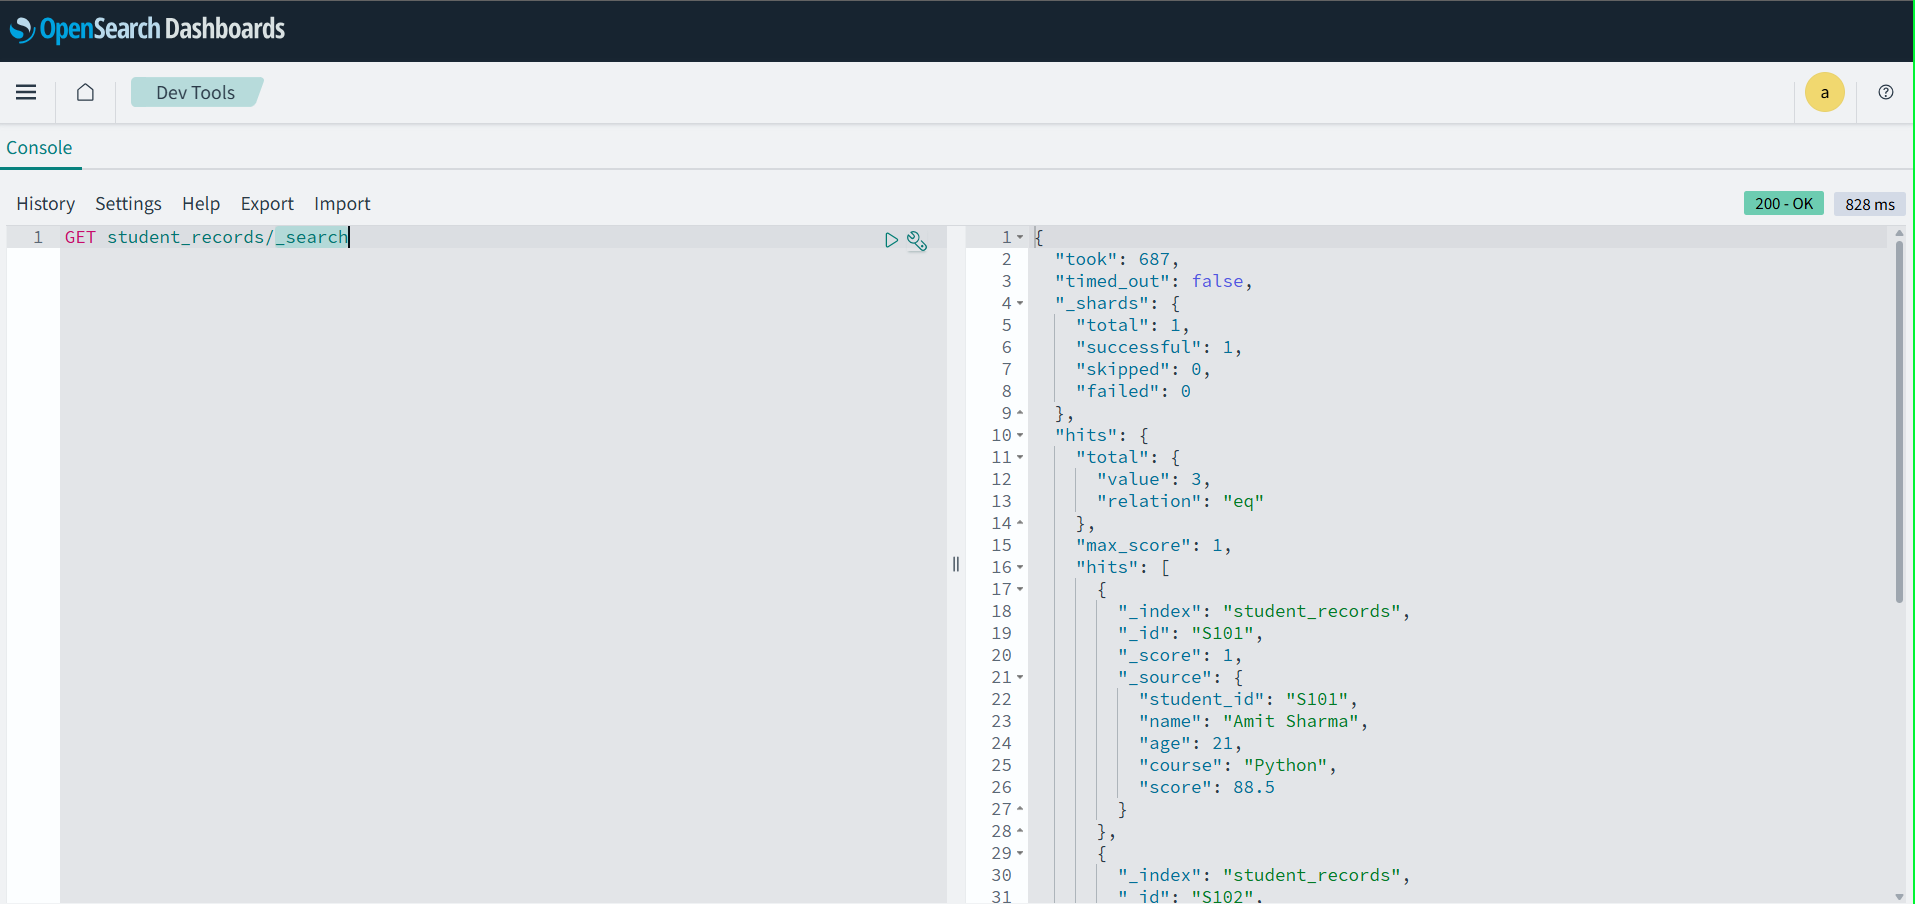 OpenSearch Dashboards
Dev Tools
a
Console
History Settings Help Export Import
200 - OK 828 ms
1 GET student_records/_search
1 {
2 "took": 687,
3 "timed_out": false,
4 "_shards": {
5 "total": 1,
6 "successful": 1,
7 "skipped": 0,
8 "failed": 0
9 },
10 "hits": {
11 "total": {
12 "value": 3,
13 "relation": "eq"
14 },
15 "max_score": 1,
16 "hits": [
17 {
18 "_index": "student_records",
19 "_id": "S101",
20 "_score": 1,
21 "_source": {
22 "student_id": "S101",
23 "name": "Amit Sharma",
24 "age": 21,
25 "course": "Python",
26 "score": 88.5
27 }
28 },
29 {
30 "_index": "student_records",
31 "_id": "S102",